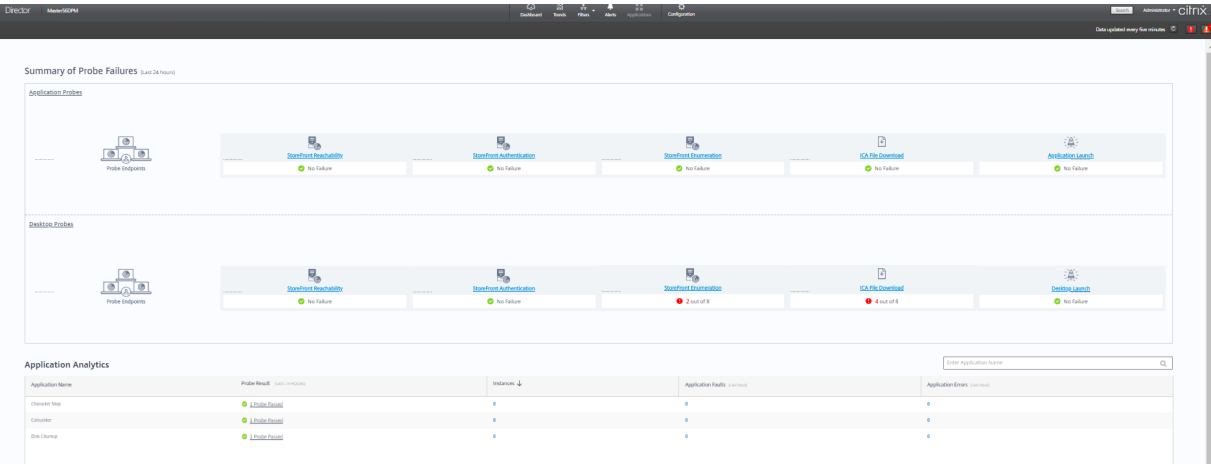 Director MasterS6DPM Dashboard Trends Filters Alerts Applications Configuration Search Administrator citrix
Data updated every five minutes
Summary of Probe Failures (Last 24 hours)
Application Probes
Probe Endpoints
StoreFront Reachability StoreFront Authentication StoreFront Enumeration ICA File Download Application Launch
No Failure No Failure No Failure No Failure No Failure
Desktop Probes
Probe Endpoints
StoreFront Reachability StoreFront Authentication StoreFront Enumeration ICA File Download Desktop Launch
No Failure No Failure 2 out of 8 4 out of 8 No Failure
Application Analytics Enter Application Name
Application Name Probe Result Instances Application Faults Application Errors
Character Map 1 Probe Passed 0 0 0
Calculator 1 Probe Passed 0 0 0
Disk Cleanup 1 Probe Passed 0 0 0